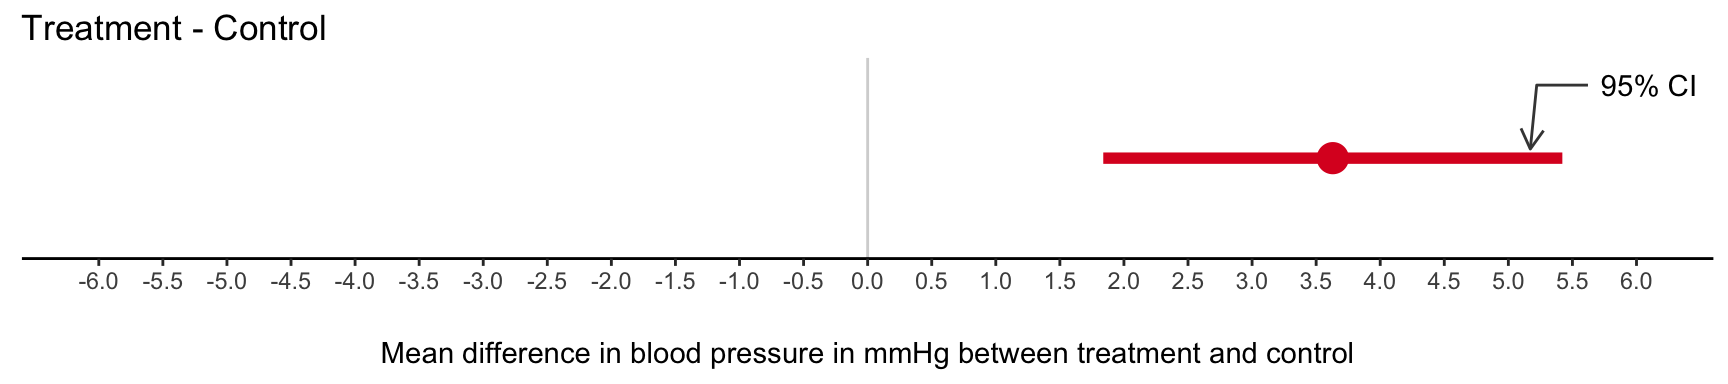 Treatment - Control
95% CI
-6.0 -5.5 -5.0 -4.5 -4.0 -3.5 -3.0 -2.5 -2.0 -1.5 -1.0 -0.5 0.0 0.5 1.0 1.5 2.0 2.5 3.0 3.5 4.0 4.5 5.0 5.5 6.0
Mean difference in blood pressure in mmHg between treatment and control